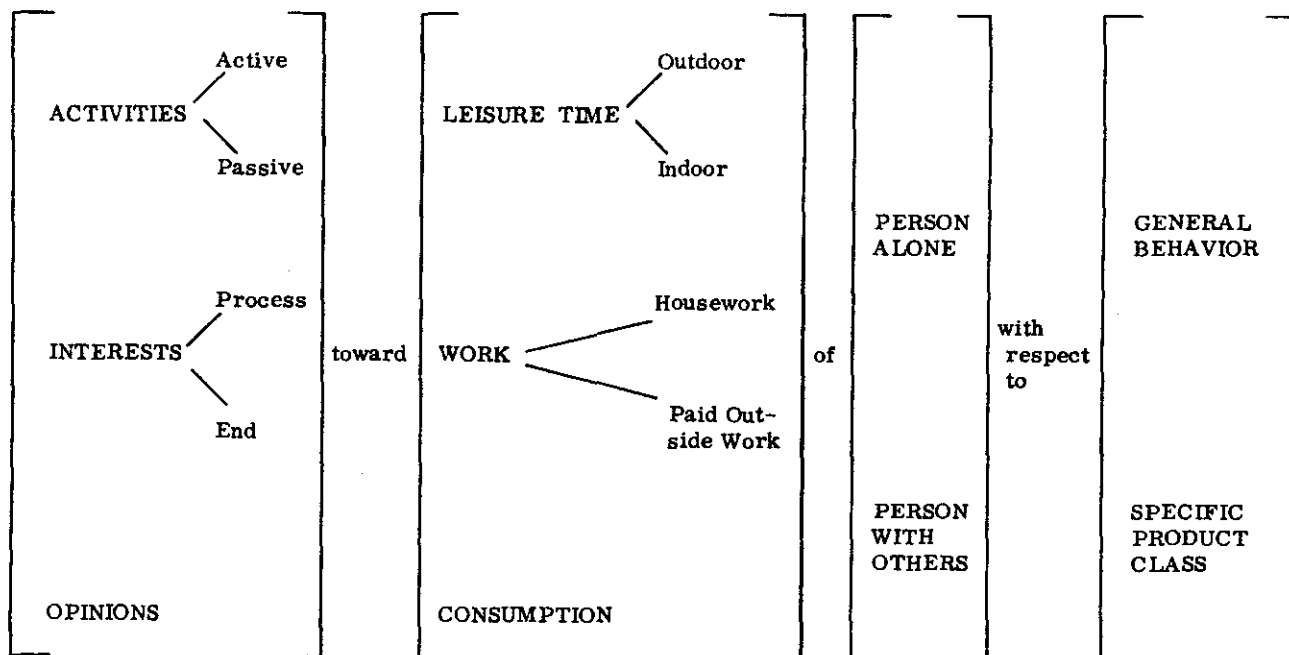 Active
ACTIVITIES
Passive
INTERESTS
Process
End
OPINIONS
toward
LEISURE TIME
Outdoor
Indoor
WORK
Housework
Paid Out-
side Work
CONSUMPTION
of
PERSON
ALONE
PERSON
WITH
OTHERS
with
respect
to
GENERAL
BEHAVIOR
SPECIFIC
PRODUCT
CLASS